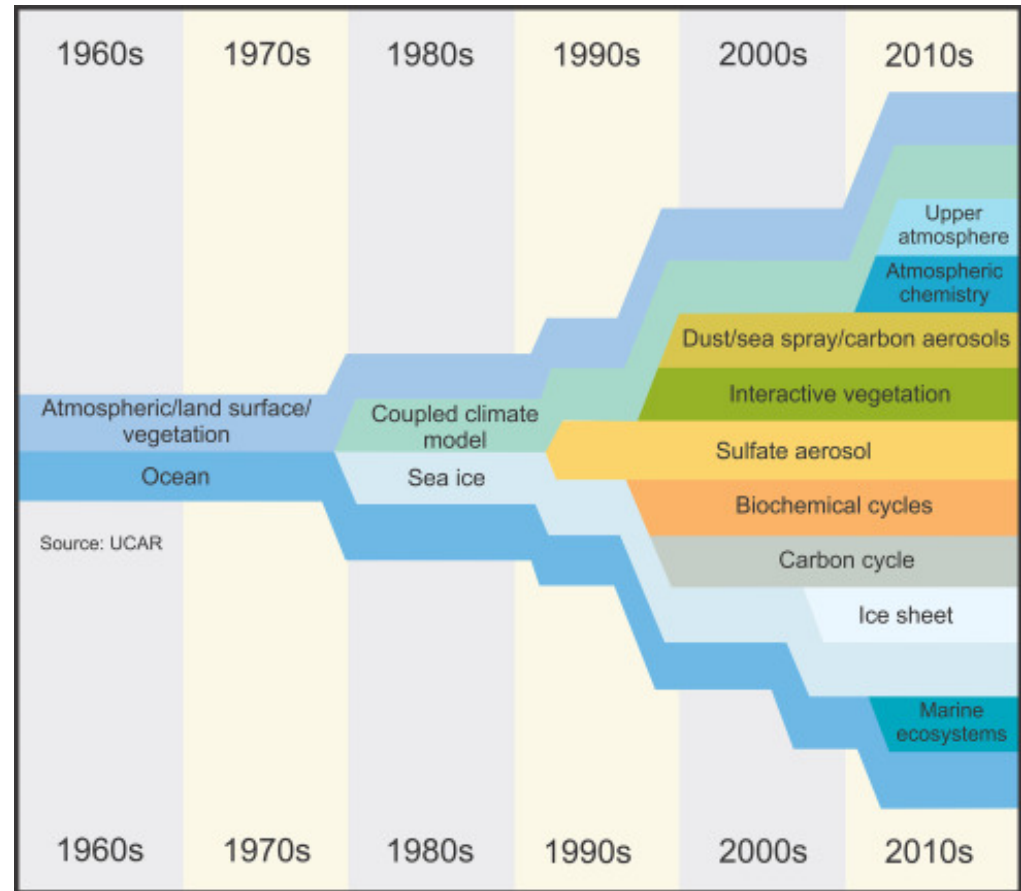 1960s 1970s 1980s 1990s 2000s 2010s
Upper
atmosphere
Atmospheric
chemistry
Dust/sea spray/carbon aerosols
Interactive vegetation
Atmospheric/land surface/
vegetation
Coupled climate
model
Sulfate aerosol
Ocean
Sea ice
Biochemical cycles
Source: UCAR
Carbon cycle
Ice sheet
Marine
ecosystems
1960s 1970s 1980s 1990s 2000s 2010s